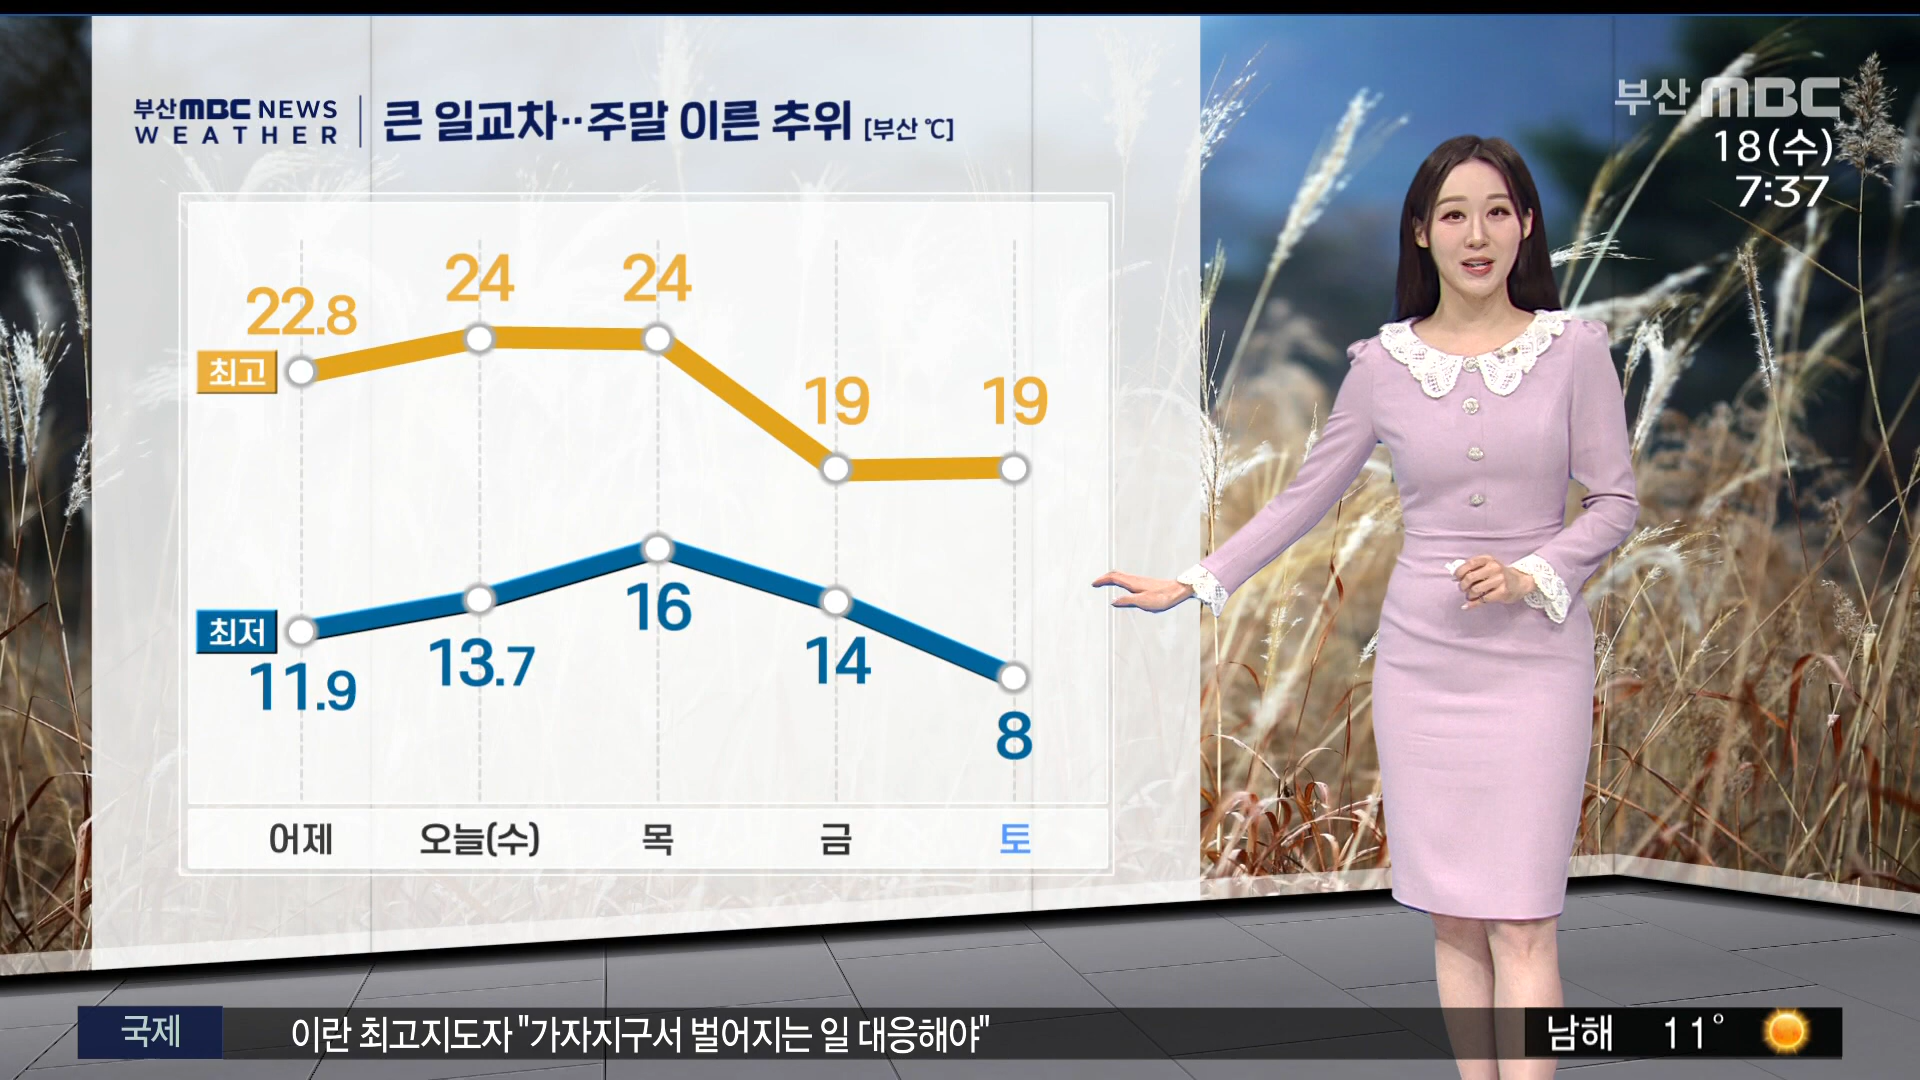 부산MBC NEWS
WEATHER
큰 일교차··주말 이른 추위 [부산 ℃]
부산MBC
18(수)
7:37
22.8 24 24 19 19
최고
최저
11.9 13.7 16 14 8
어제 오늘(수) 목 금 토
국제 이란 최고지도자 "가자지구서 벌어지는 일 대응해야"
남해 11°